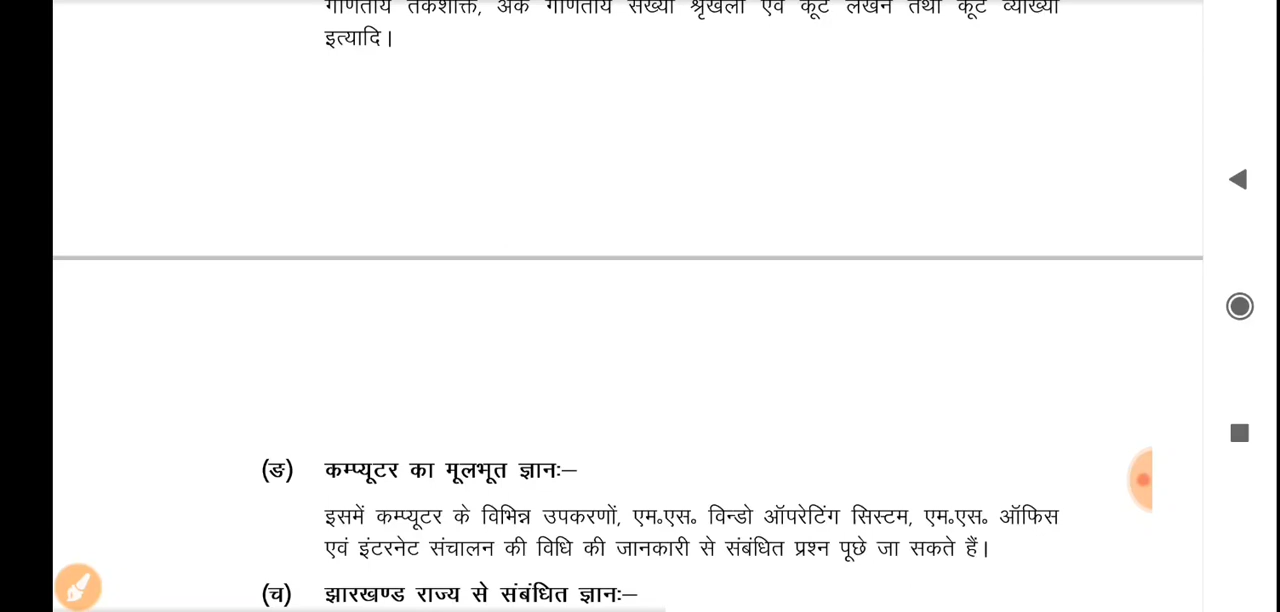 गणितीय तर्कशक्ति, अंक गणितीय संख्या श्रृंखला एवं कूट लेखन तथा कूट व्याख्या
इत्यादि।
(ङ) कम्प्यूटर का मूलभूत ज्ञानः—
इसमें कम्प्यूटर के विभिन्न उपकरणों, एम॰एस॰ विन्डो ऑपरेटिंग सिस्टम, एम॰एस॰ ऑफिस
एवं इंटरनेट संचालन की विधि की जानकारी से संबंधित प्रश्न पूछे जा सकते हैं।
(च) झारखण्ड राज्य से संबंधित ज्ञानः—